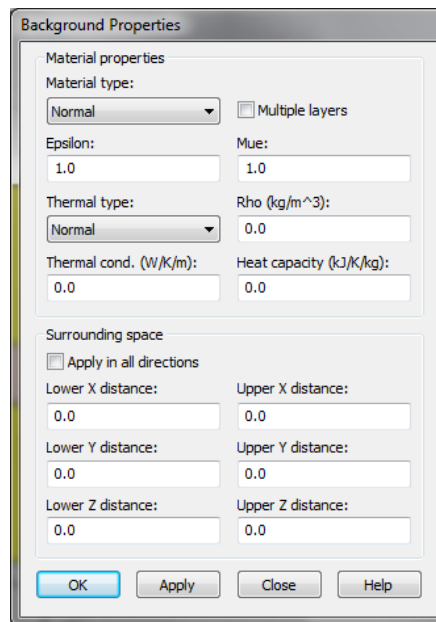 Background Properties
Material properties
Material type:
Normal
Multiple layers
Epsilon: Mue:
1.0 1.0
Thermal type: Rho (kg/m^3):
Normal 0.0
Thermal cond. (W/K/m): Heat capacity (kJ/K/kg):
0.0 0.0
Surrounding space
Apply in all directions
Lower X distance: Upper X distance:
0.0 0.0
Lower Y distance: Upper Y distance:
0.0 0.0
Lower Z distance: Upper Z distance:
0.0 0.0
OK Apply Close Help